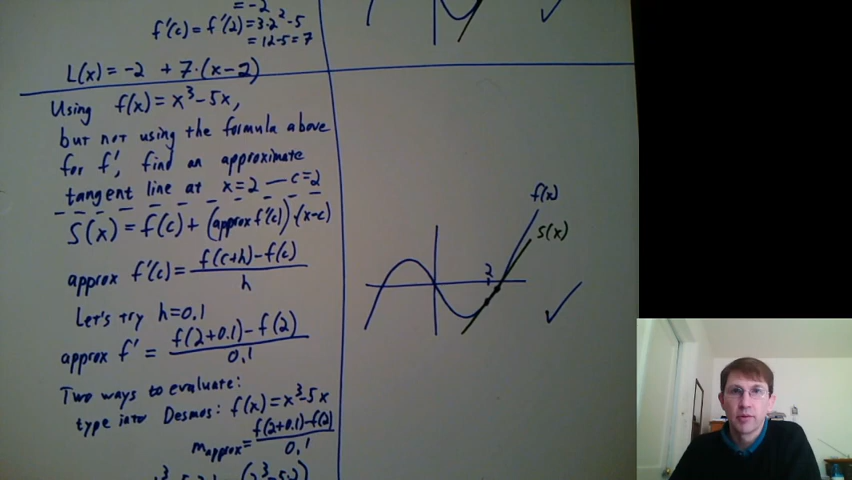 = -2
f'(c) = f'(2) = 3·2² - 5
= 12 - 5 = 7
L(x) = -2 + 7·(x-2)
Using f(x) = x³ - 5x,
but not using the formula above
for f', find an approximate
tangent line at x=2 — c=2
S(x) = f(c) + (approx f'(c))·(x-c)
approx f'(c) = f(c+h) - f(c)
h
Let's try h=0.1
approx f' = f(2+0.1) - f(2)
0.1
Two ways to evaluate:
type into Desmos: f(x) = x³-5x
m approx = f(2+0.1)-f(2)
0.1
f(x)
S(x)
2